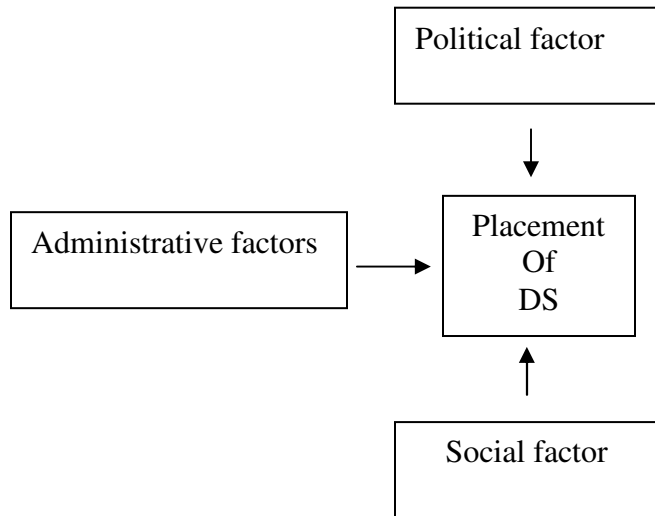 Political factor
Administrative factors
Placement
Of
DS
Social factor